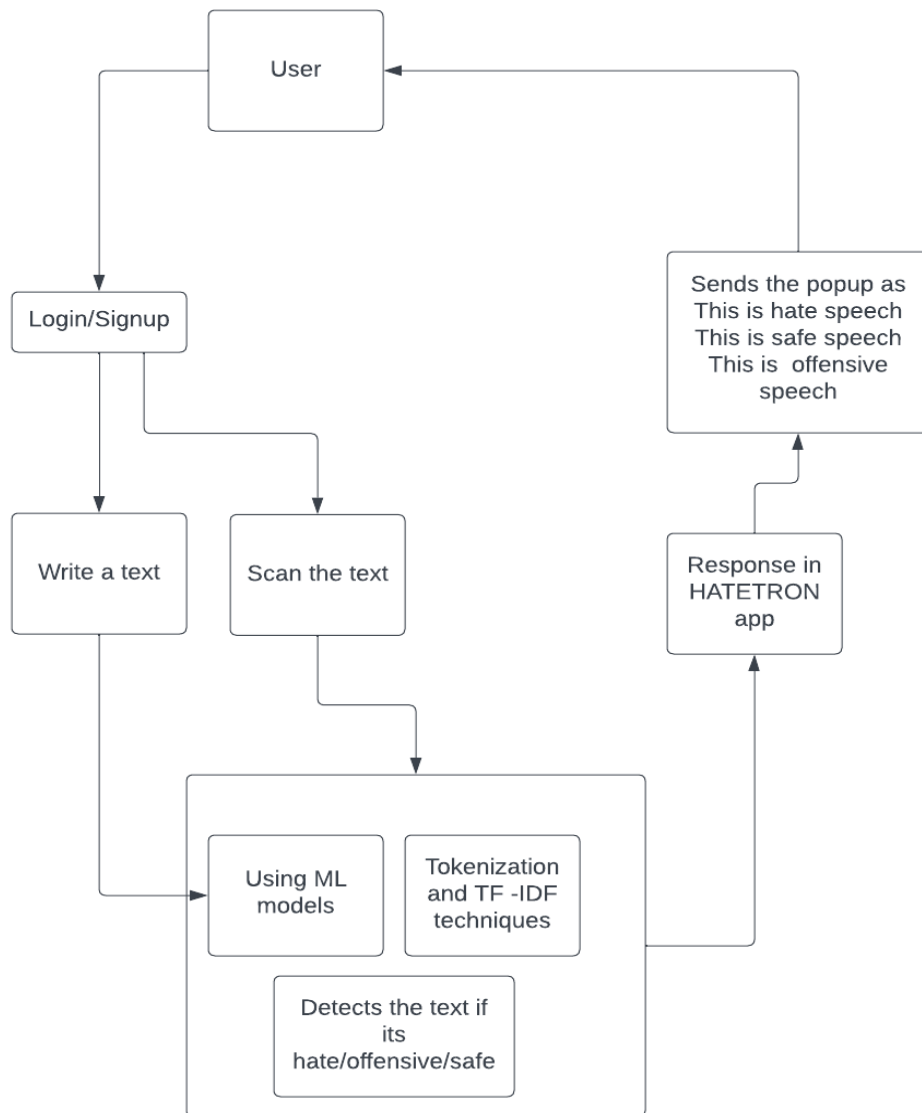 User
Login/Signup
Sends the popup as
This is hate speech
This is safe speech
This is offensive
speech
Write a text
Scan the text
Response in
HATETRON
app
Using ML
models
Tokenization
and TF -IDF
techniques
Detects the text if
its
hate/offensive/safe